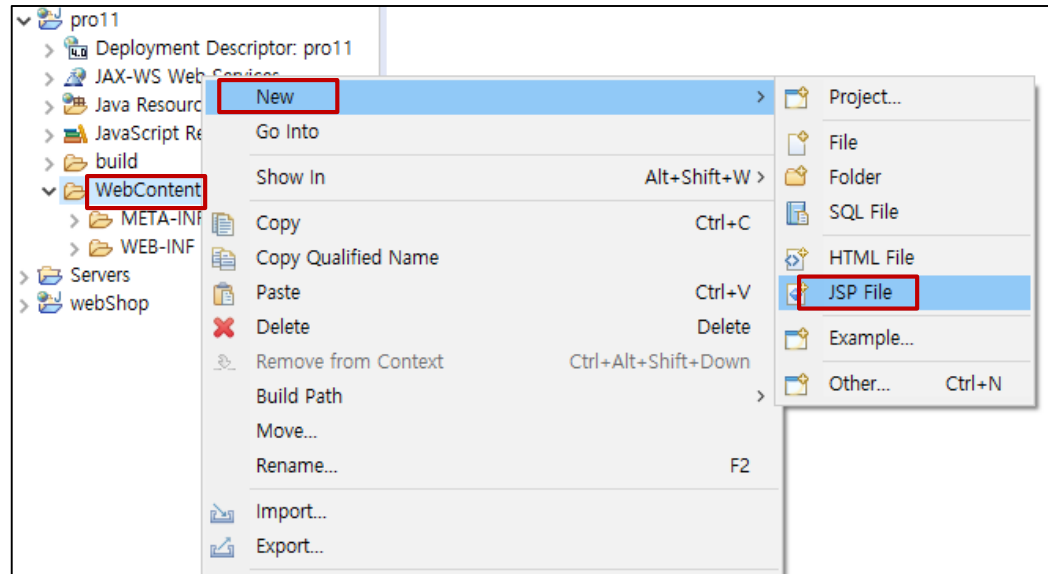 pro11
Deployment Descriptor: pro11
JAX-WS Web Services
Java Resourc
JavaScript Re
build
WebContent
META-INF
WEB-INF
Servers
webShop
New >
Go Into
Show In Alt+Shift+W >
Copy Ctrl+C
Copy Qualified Name
Paste Ctrl+V
Delete Delete
Remove from Context Ctrl+Alt+Shift+Down
Build Path >
Move...
Rename... F2
Import...
Export...
Project...
File
Folder
SQL File
HTML File
JSP File
Example...
Other... Ctrl+N